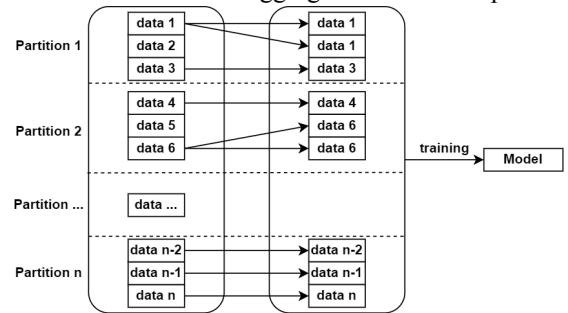 Partition 1
data 1
data 2
data 3
data 1
data 1
data 3
Partition 2
data 4
data 5
data 6
data 4
data 6
data 6
training
Model
Partition ...
data ...
Partition n
data n-2
data n-1
data n
data n-2
data n-1
data n